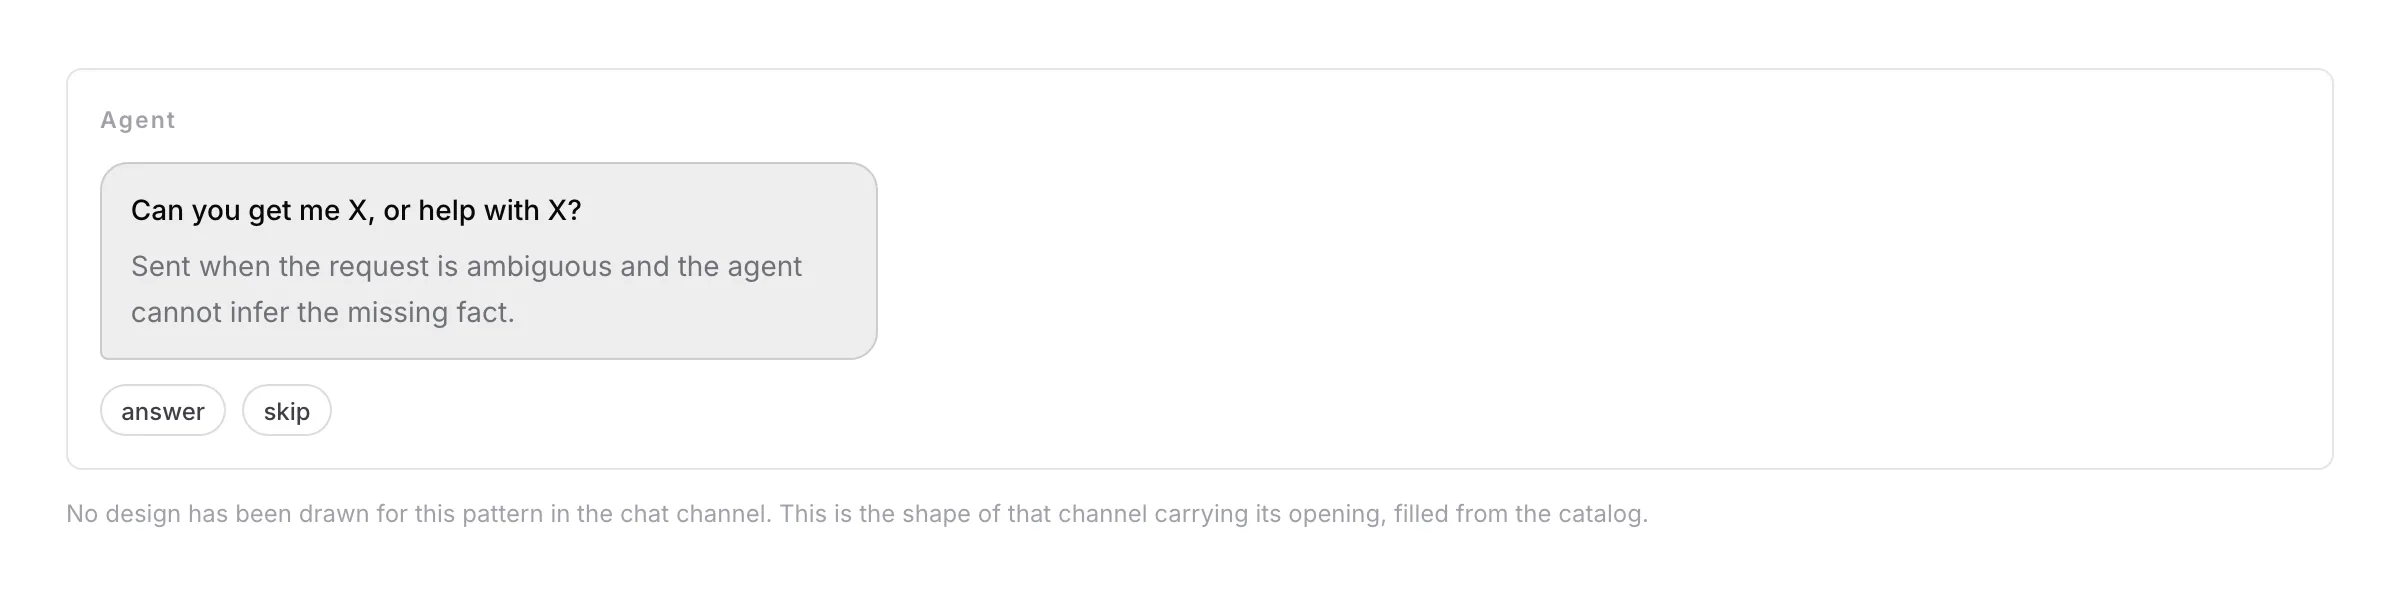 Agent
Can you get me X, or help with X?
Sent when the request is ambiguous and the agent
cannot infer the missing fact.
answer
skip
No design has been drawn for this pattern in the chat channel. This is the shape of that channel carrying its opening, filled from the catalog.